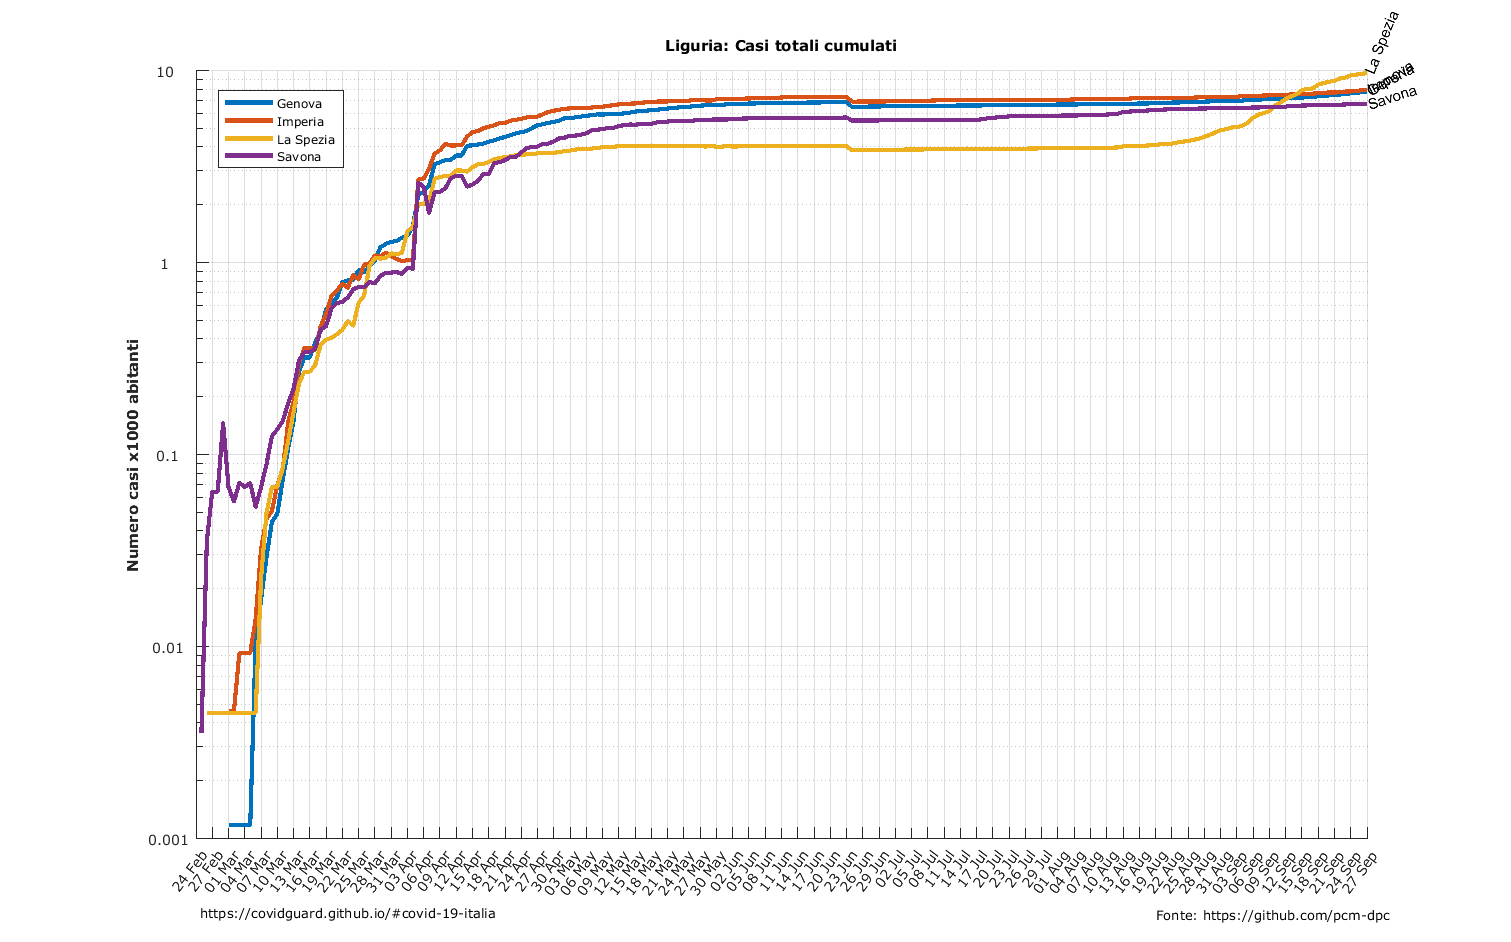 Liguria: Casi totali cumulati
La Spezia
Imperia
Genova
Savona
10
1
0.1
0.01
0.001
Genova
Imperia
La Spezia
Savona
Numero casi x1000 abitanti
24 Feb
27 Feb
01 Mar
04 Mar
07 Mar
10 Mar
13 Mar
16 Mar
19 Mar
22 Mar
25 Mar
28 Mar
31 Mar
03 Apr
06 Apr
09 Apr
12 Apr
15 Apr
18 Apr
21 Apr
24 Apr
27 Apr
30 Apr
03 May
06 May
09 May
12 May
15 May
18 May
21 May
24 May
27 May
30 May
02 Jun
05 Jun
08 Jun
11 Jun
14 Jun
17 Jun
20 Jun
23 Jun
26 Jun
29 Jun
02 Jul
05 Jul
08 Jul
11 Jul
14 Jul
17 Jul
20 Jul
23 Jul
26 Jul
29 Jul
01 Aug
04 Aug
07 Aug
10 Aug
13 Aug
16 Aug
19 Aug
22 Aug
25 Aug
28 Aug
31 Aug
03 Sep
06 Sep
09 Sep
12 Sep
15 Sep
18 Sep
21 Sep
24 Sep
27 Sep
https://covidguard.github.io/#covid-19-italia
Fonte: https://github.com/pcm-dpc